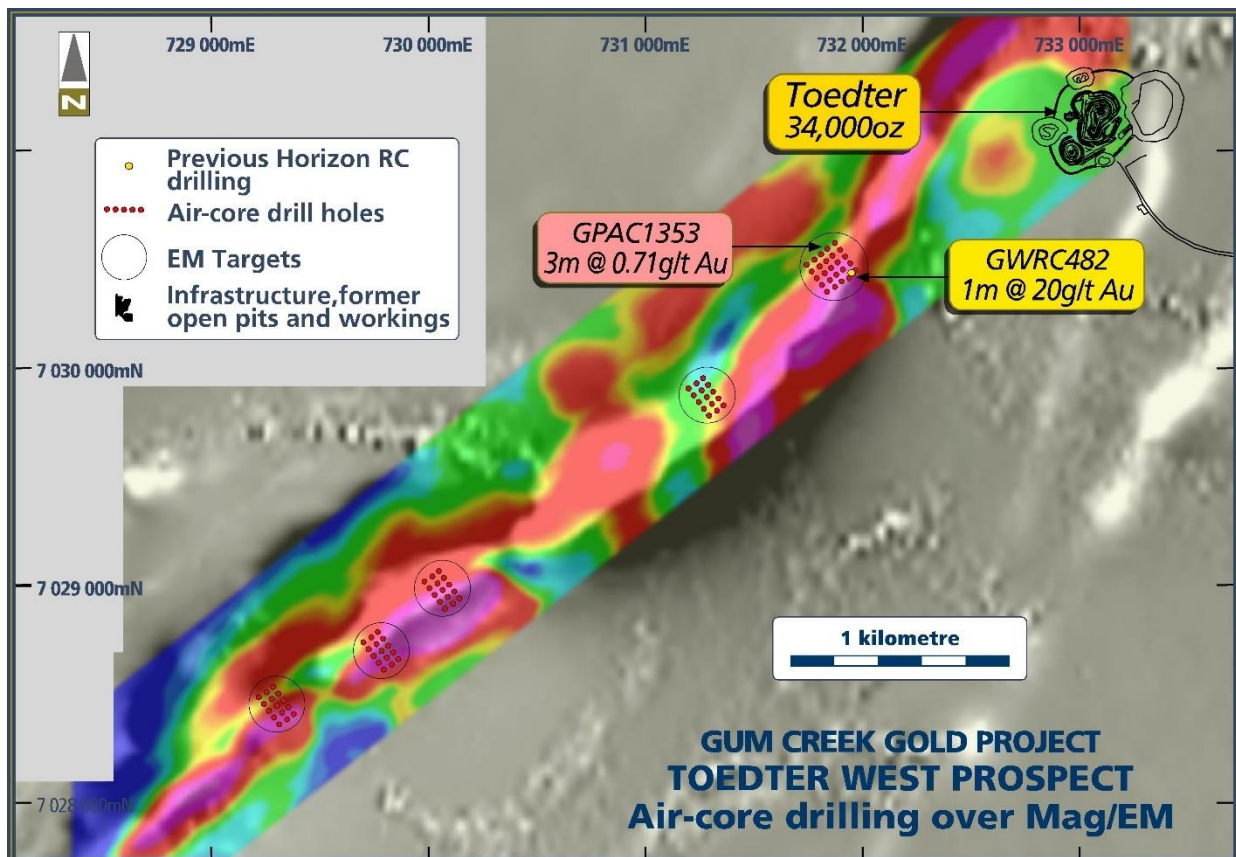 729 000mE
730 000mE
731 000mE
732 000mE
733 000mE
N
Toedter
34,000oz
Previous Horizon RC
drilling
Air-core drill holes
EM Targets
Infrastructure,former
open pits and workings
GPAC1353
3m @ 0.71g/t Au
GWRC482
1m @ 20g/t Au
7 030 000mN
7 029 000mN
1 kilometre
GUM CREEK GOLD PROJECT
TOEDTER WEST PROSPECT
Air-core drilling over Mag/EM
7 028 000mN